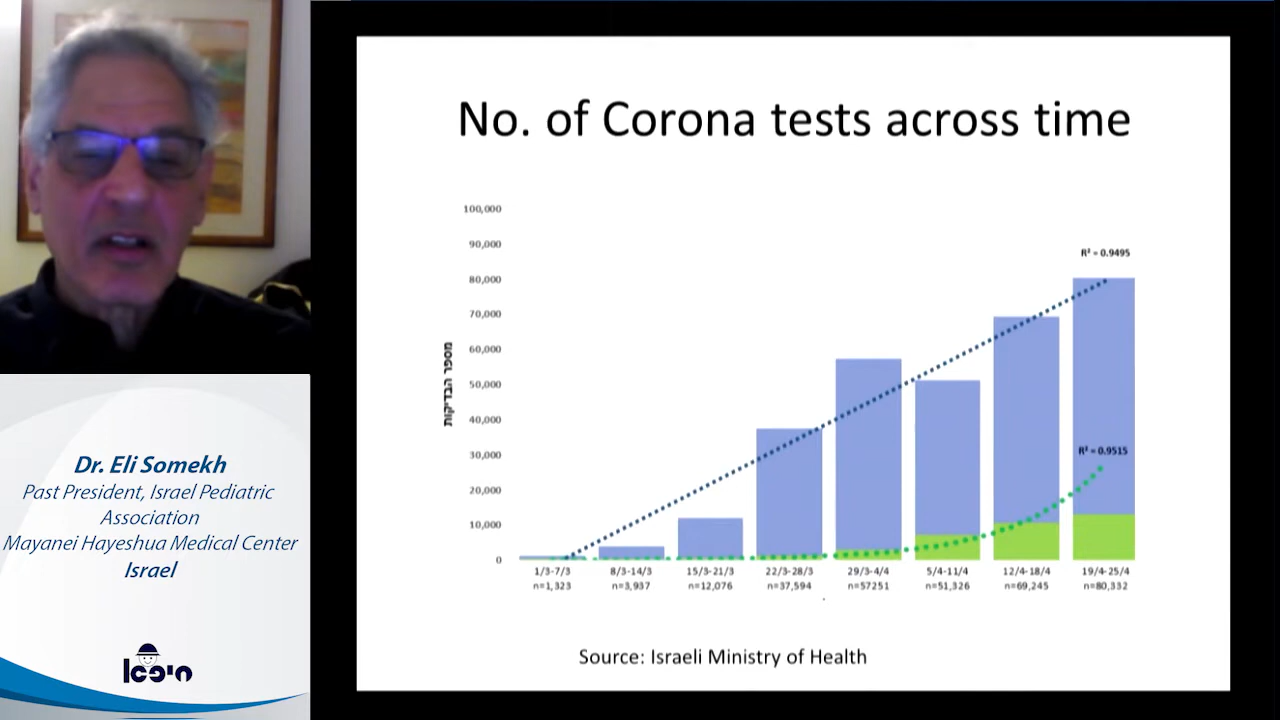 No. of Corona tests across time
100,000
90,000
80,000
70,000
60,000
50,000
40,000
30,000
20,000
10,000
0
מספר הבדיקות
R² = 0.9495
R² = 0.9515
1/3-7/3
n=1,323
8/3-14/3
n=3,937
15/3-21/3
n=12,076
22/3-28/3
n=37,594
29/3-4/4
n=57251
5/4-11/4
n=51,326
12/4-18/4
n=69,245
19/4-25/4
n=80,332
Source: Israeli Ministry of Health
Dr. Eli Somekh
Past President, Israel Pediatric
Association
Mayanei Hayeshua Medical Center
Israel
חיפסא